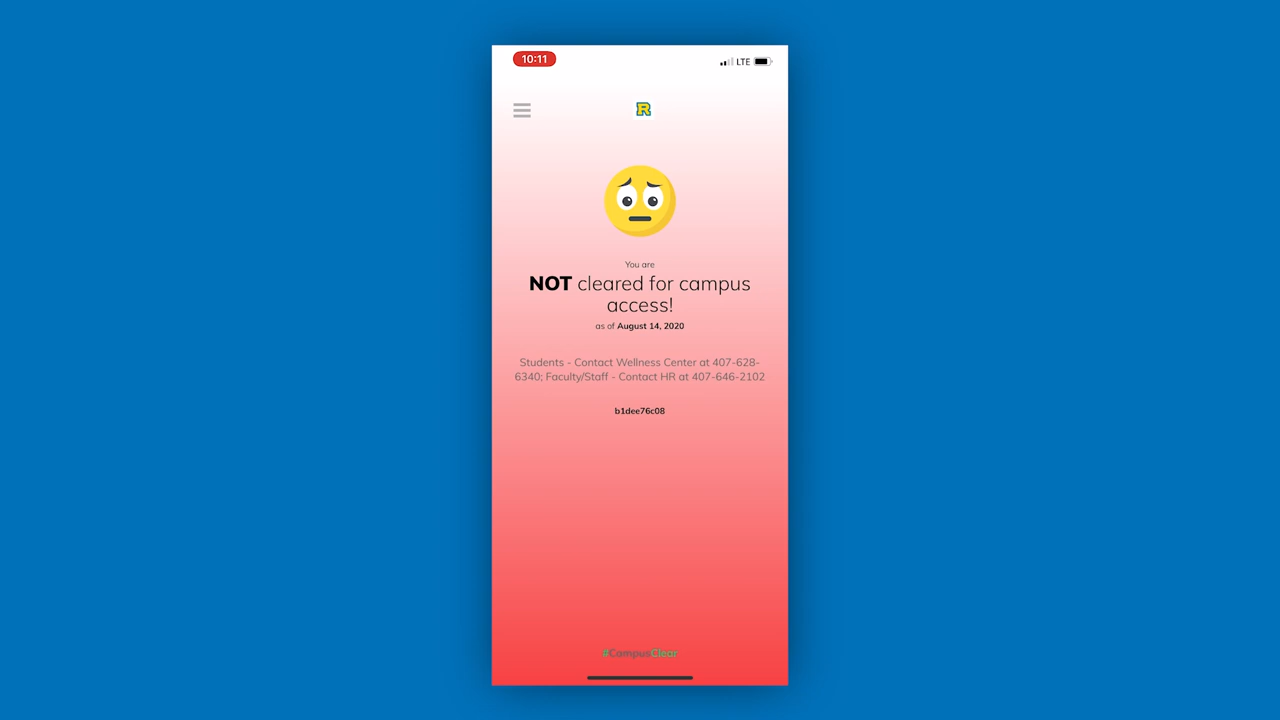 10:11
LTE
R
You are
NOT cleared for campus
access!
as of August 14, 2020
Students - Contact Wellness Center at 407-628-
6340; Faculty/Staff - Contact HR at 407-646-2102
b1dee76c08
#CampusClear